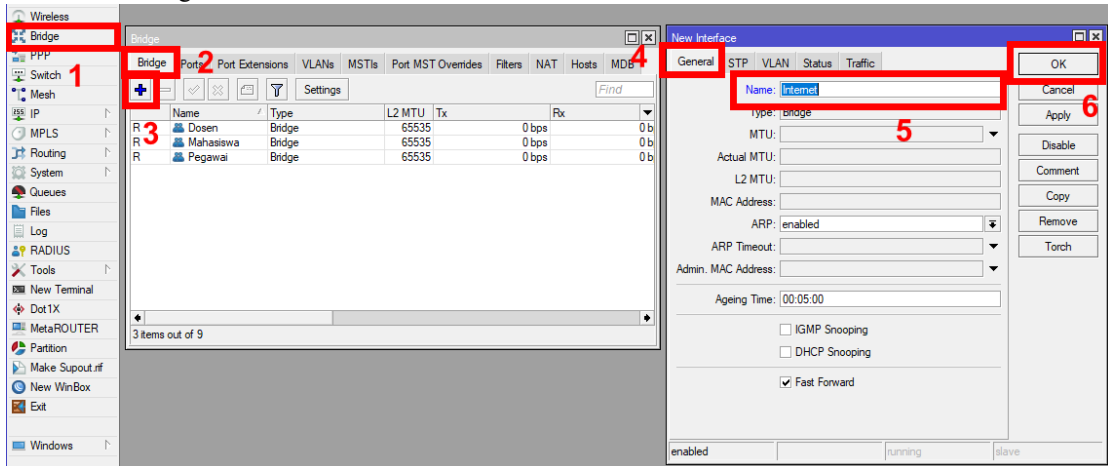 Wireless
Bridge
PPP
1
Switch
Mesh
IP
MPLS
Routing
System
Queues
Files
Log
RADIUS
Tools
New Terminal
Dot1X
MetaROUTER
Partition
Make Supout.rif
New WinBox
Exit
Windows
Bridge
Bridge Ports Port Extensions VLANs MSTIs Port MST Overrides Filters NAT Hosts MDB
2
4
Settings
Find
3
Name Type L2 MTU Tx Rx
R Dosen Bridge 65535 0 bps 0 b
R Mahasiswa Bridge 65535 0 bps 0 b
R Pegawai Bridge 65535 0 bps 0 b
3 items out of 9
New Interface
General STP VLAN Status Traffic
Name: Internet
Type: Bridge
5
MTU:
Actual MTU:
L2 MTU:
MAC Address:
ARP: enabled
ARP Timeout:
Admin. MAC Address:
Ageing Time: 00:05:00
IGMP Snooping
DHCP Snooping
Fast Forward
OK
Cancel
6
Apply
Disable
Comment
Copy
Remove
Torch
enabled running slave